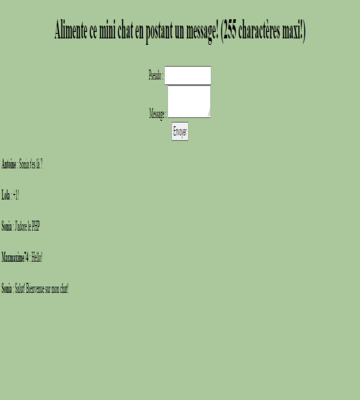 Alimente ce mini chat en postant un message! (255 charactères maxi!)
Pseudo :
Message :
Envoyer
Antoine : Sonia t'es là ?
Lola : +1!
Sonia : J'adore le PHP
Maxmaxime74 : Hello!
Sonia : Salut! Bienvenue sur mon chat!